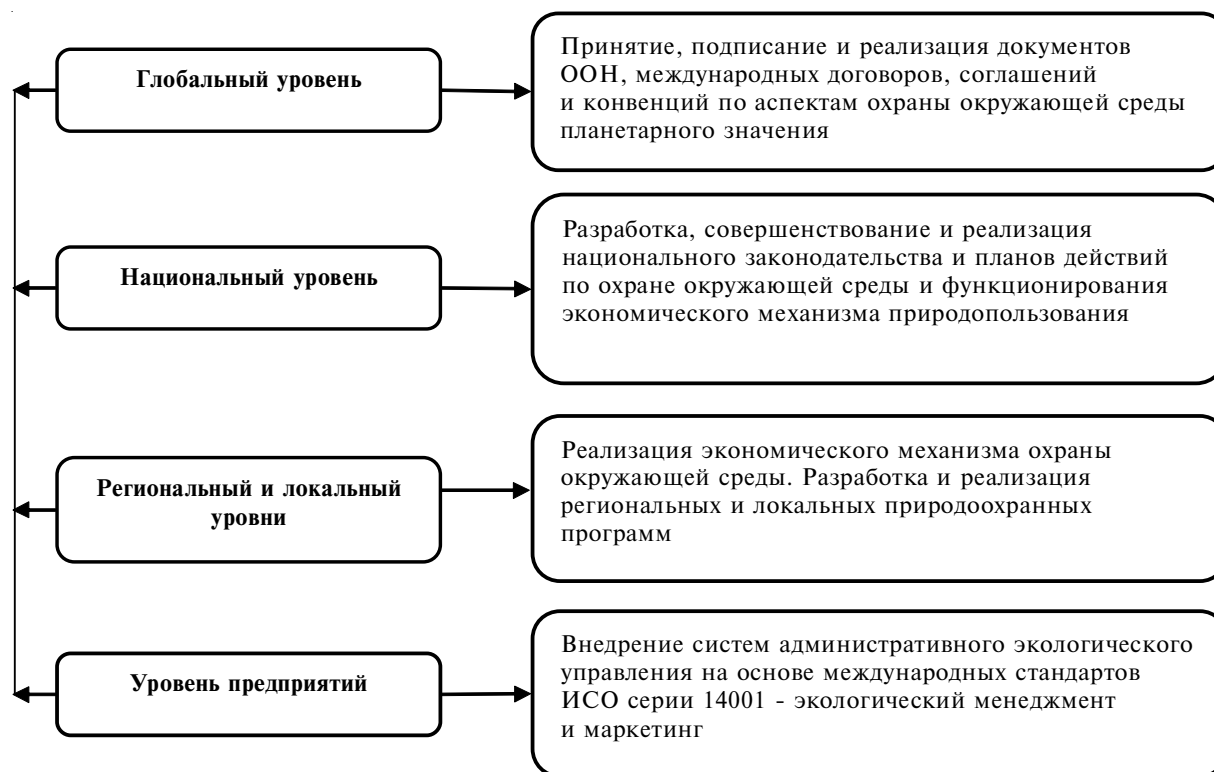 Глобальный уровень
Принятие, подписание и реализация документов
ООН, международных договоров, соглашений
и конвенций по аспектам охраны окружающей среды
планетарного значения
Национальный уровень
Разработка, совершенствование и реализация
национального законодательства и планов действий
по охране окружающей среды и функционирования
экономического механизма природопользования
Региональный и локальный
уровни
Реализация экономического механизма охраны
окружающей среды. Разработка и реализация
региональных и локальных природоохранных
программ
Уровень предприятий
Внедрение систем административного экологического
управления на основе международных стандартов
ИСО серии 14001 - экологический менеджмент
и маркетинг